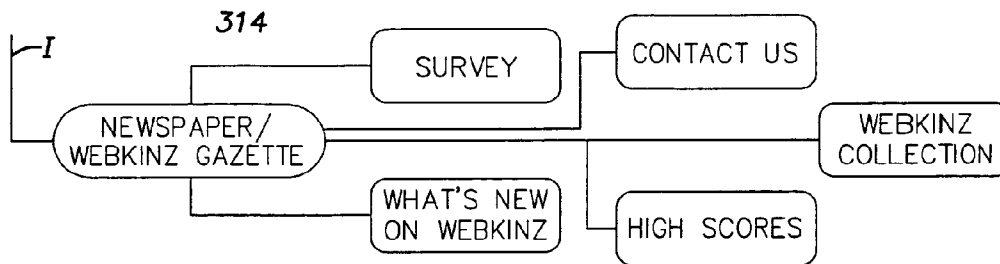 314
I
SURVEY
CONTACT US
NEWSPAPER/
WEBKINZ GAZETTE
WEBKINZ
COLLECTION
WHAT'S NEW
ON WEBKINZ
HIGH SCORES